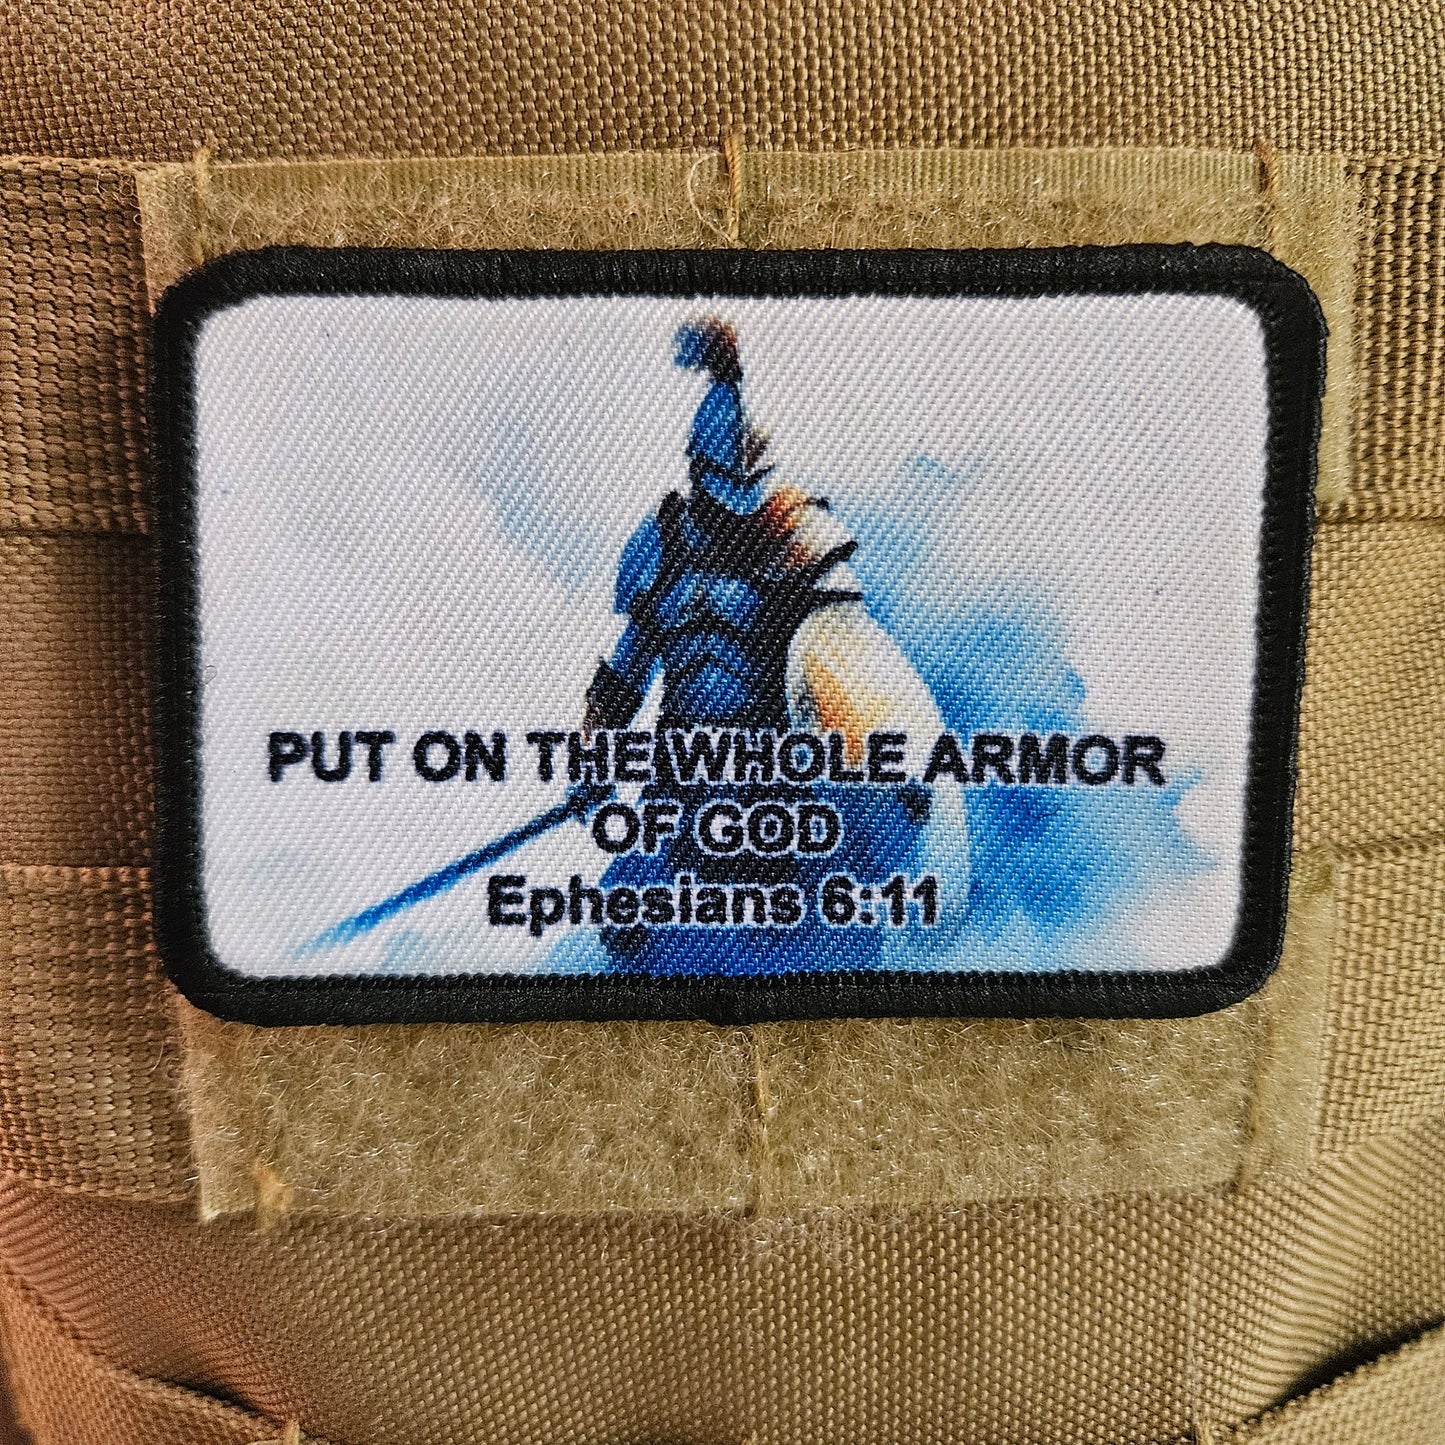 PUT ON THE WHOLE ARMOR
OF GOD
Ephesians 6:11